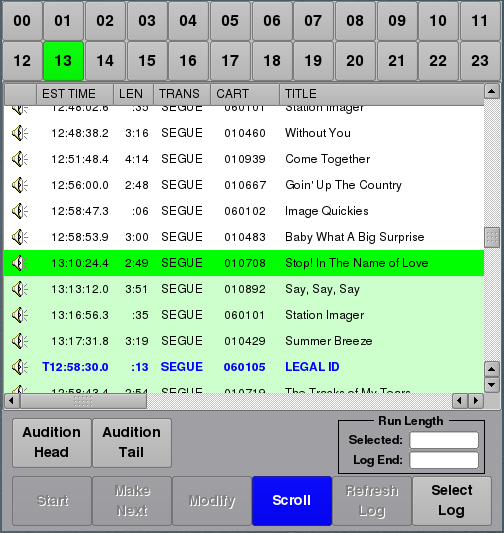 00 01 02 03 04 05 06 07 08 09 10 11
12 13 14 15 16 17 18 19 20 21 22 23
EST TIME LEN TRANS CART TITLE
12:48:02.6 :35 SEGUE 060101 Station Imager
12:48:38.2 3:16 SEGUE 010460 Without You
12:51:48.4 4:14 SEGUE 010939 Come Together
12:56:00.0 2:48 SEGUE 010667 Goin' Up The Country
12:58:47.3 :06 SEGUE 060102 Image Quickies
12:58:53.9 3:00 SEGUE 010483 Baby What A Big Surprise
13:10:24.4 2:49 SEGUE 010708 Stop! In The Name of Love
13:13:12.0 3:51 SEGUE 010892 Say, Say, Say
13:16:56.3 :35 SEGUE 060101 Station Imager
13:17:31.8 3:19 SEGUE 010429 Summer Breeze
T12:58:30.0 :13 SEGUE 060105 LEGAL ID
12:58:43.4 2:54 SEGUE 010719 The Tracks of My Tears
Audition Head
Audition Tail
Run Length
Selected:
Log End:
Start
Make Next
Modify
Scroll
Refresh Log
Select Log